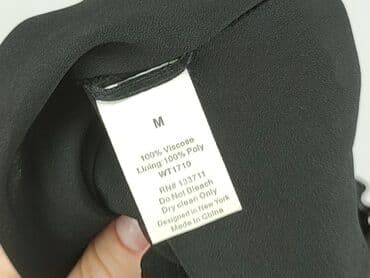 M
100% Viscose
Lining:100% Poly
WT1710
RN# 133711
Do Not Bleach
Dry clean Only
Designed in New York
Made In China